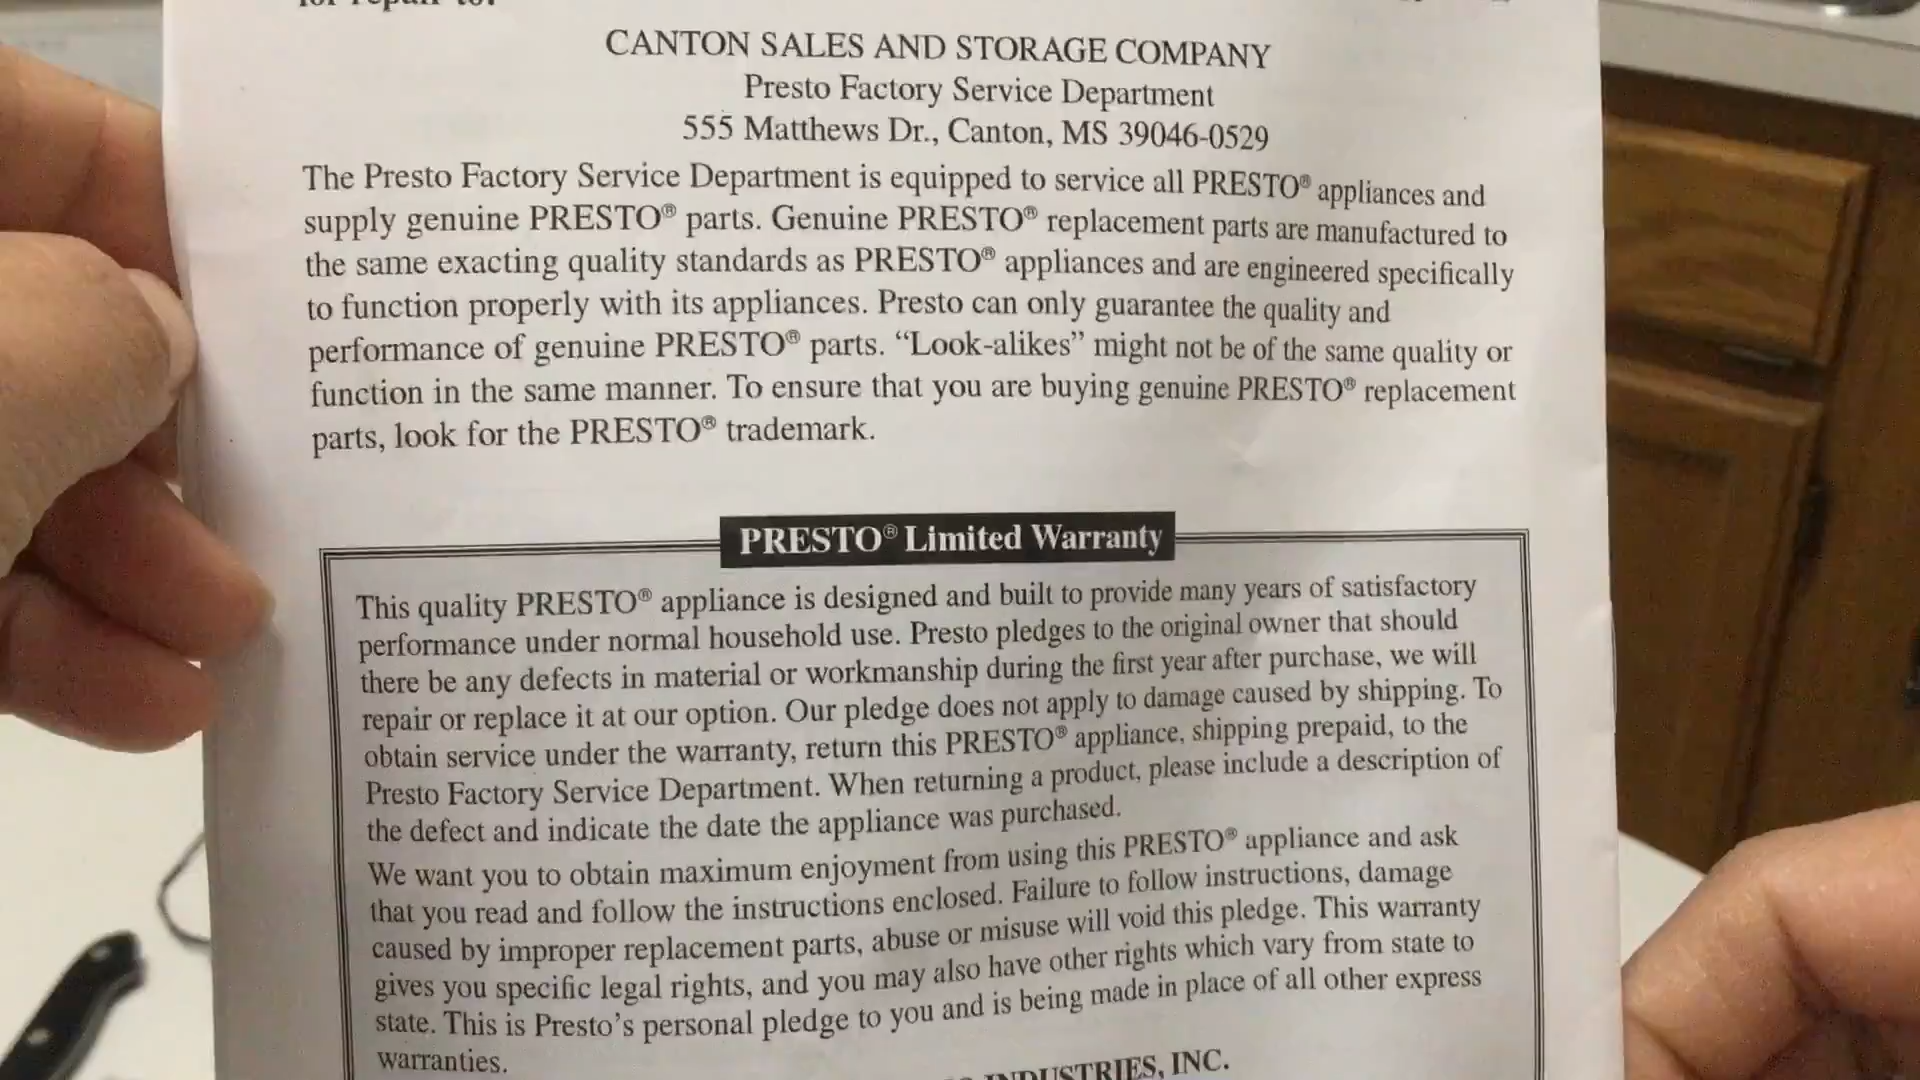 for repair to:
CANTON SALES AND STORAGE COMPANY
Presto Factory Service Department
555 Matthews Dr., Canton, MS 39046-0529
The Presto Factory Service Department is equipped to service all PRESTO® appliances and
supply genuine PRESTO® parts. Genuine PRESTO® replacement parts are manufactured to
the same exacting quality standards as PRESTO® appliances and are engineered specifically
to function properly with its appliances. Presto can only guarantee the quality and
performance of genuine PRESTO® parts. “Look-alikes” might not be of the same quality or
function in the same manner. To ensure that you are buying genuine PRESTO® replacement
parts, look for the PRESTO® trademark.
PRESTO® Limited Warranty
This quality PRESTO® appliance is designed and built to provide many years of satisfactory
performance under normal household use. Presto pledges to the original owner that should
there be any defects in material or workmanship during the first year after purchase, we will
repair or replace it at our option. Our pledge does not apply to damage caused by shipping. To
obtain service under the warranty, return this PRESTO® appliance, shipping prepaid, to the
Presto Factory Service Department. When returning a product, please include a description of
the defect and indicate the date the appliance was purchased.
We want you to obtain maximum enjoyment from using this PRESTO® appliance and ask
that you read and follow the instructions enclosed. Failure to follow instructions, damage
caused by improper replacement parts, abuse or misuse will void this pledge. This warranty
gives you specific legal rights, and you may also have other rights which vary from state to
state. This is Presto’s personal pledge to you and is being made in place of all other express
warranties.
INDUSTRIES, INC.